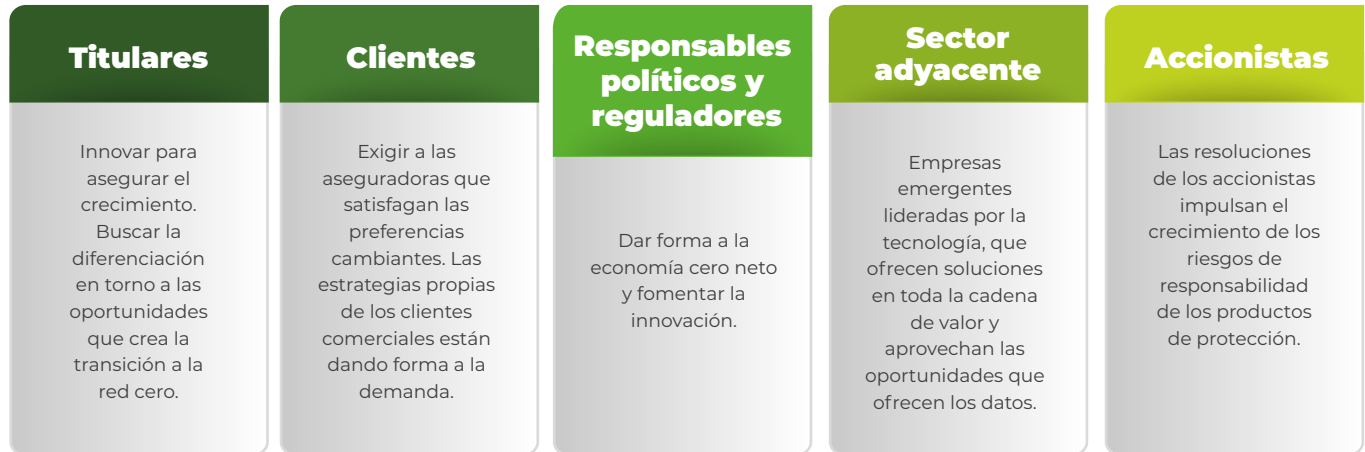 Titulares
Innovar para
asegurar el
crecimiento.
Buscar la
diferenciación
en torno a las
oportunidades
que crea la
transición a la
red cero.
Clientes
Exigir a las
aseguradoras que
satisfagan las
preferencias
cambiantes. Las
estrategias propias
de los clientes
comerciales están
dando forma a la
demanda.
Responsables
políticos y
reguladores
Dar forma a la
economía cero neto
y fomentar la
innovación.
Sector
adyacente
Empresas
emergentes
lideradas por la
tecnología, que
ofrecen soluciones
en toda la cadena
de valor y
aprovechan las
oportunidades que
ofrecen los datos.
Accionistas
Las resoluciones
de los accionistas
impulsan el
crecimiento de los
riesgos de
responsabilidad
de los productos
de protección.